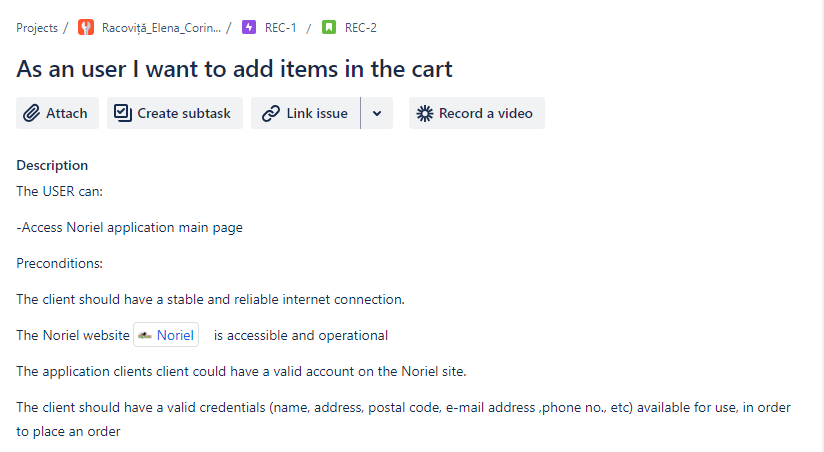 Projects / Racoviță_Elena_Corin... / REC-1 / REC-2
As an user I want to add items in the cart
Attach Create subtask Link issue Record a video
Description
The USER can:
-Access Noriel application main page
Preconditions:
The client should have a stable and reliable internet connection.
The Noriel website Noriel is accessible and operational
The application clients client could have a valid account on the Noriel site.
The client should have a valid credentials (name, address, postal code, e-mail address ,phone no., etc) available for use, in order
to place an order